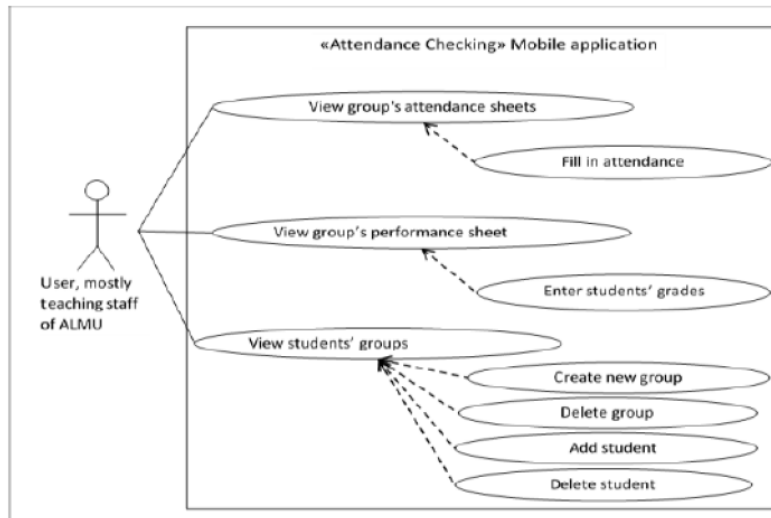 «Attendance Checking» Mobile application
View group's attendance sheets
Fill in attendance
View group's performance sheet
Enter students' grades
User, mostly
teaching staff
of ALMU
View students' groups
Create new group
Delete group
Add student
Delete student